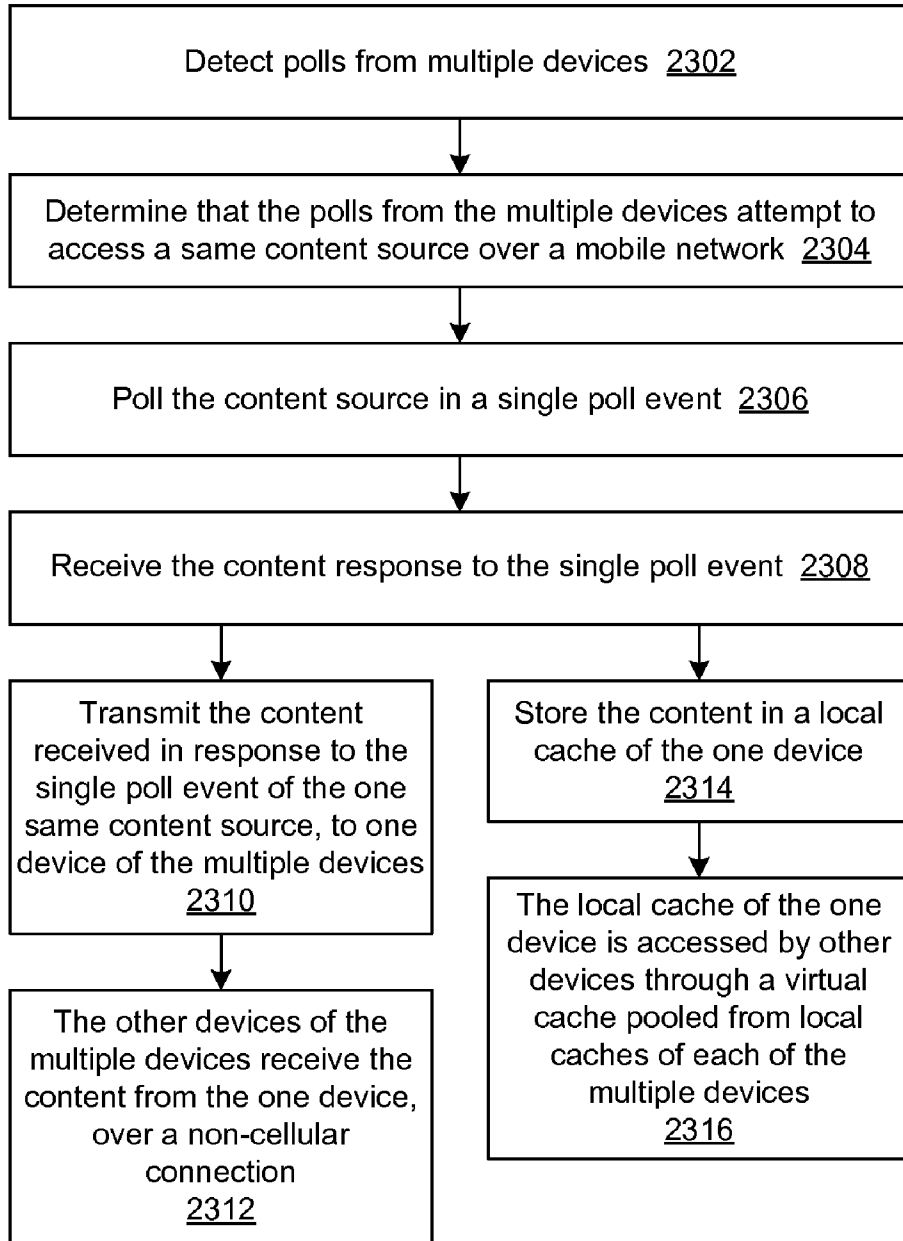 Detect polls from multiple devices 2302
Determine that the polls from the multiple devices attempt to
access a same content source over a mobile network 2304
Poll the content source in a single poll event 2306
Receive the content response to the single poll event 2308
Transmit the content
received in response to the
single poll event of the one
same content source, to one
device of the multiple devices
2310
The other devices of the
multiple devices receive the
content from the one device,
over a non-cellular
connection
2312
Store the content in a local
cache of the one device
2314
The local cache of the one
device is accessed by other
devices through a virtual
cache pooled from local
caches of each of the
multiple devices
2316